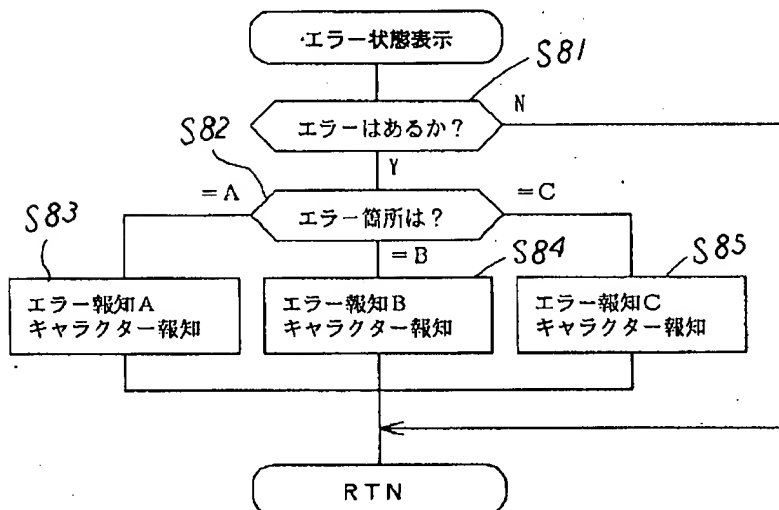 エラー状態表示
S81
エラーはあるか？
N
S82
Y
=A
エラー箇所は？
=C
S83
=B
S84
S85
エラー報知A
キャラクター報知
エラー報知B
キャラクター報知
エラー報知C
キャラクター報知
RTN